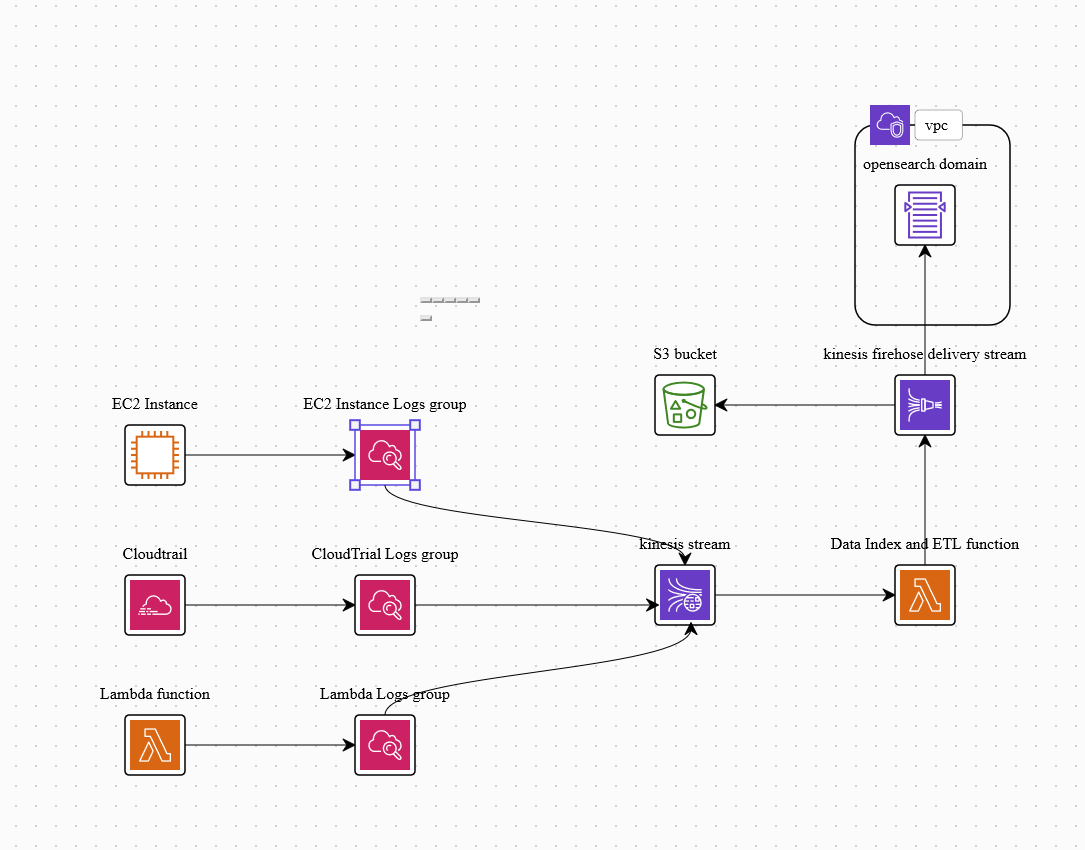 vpc
opensearch domain
S3 bucket
kinesis firehose delivery stream
EC2 Instance
EC2 Instance Logs group
kinesis stream
Data Index and ETL function
Cloudtrail
CloudTrial Logs group
Lambda function
Lambda Logs group